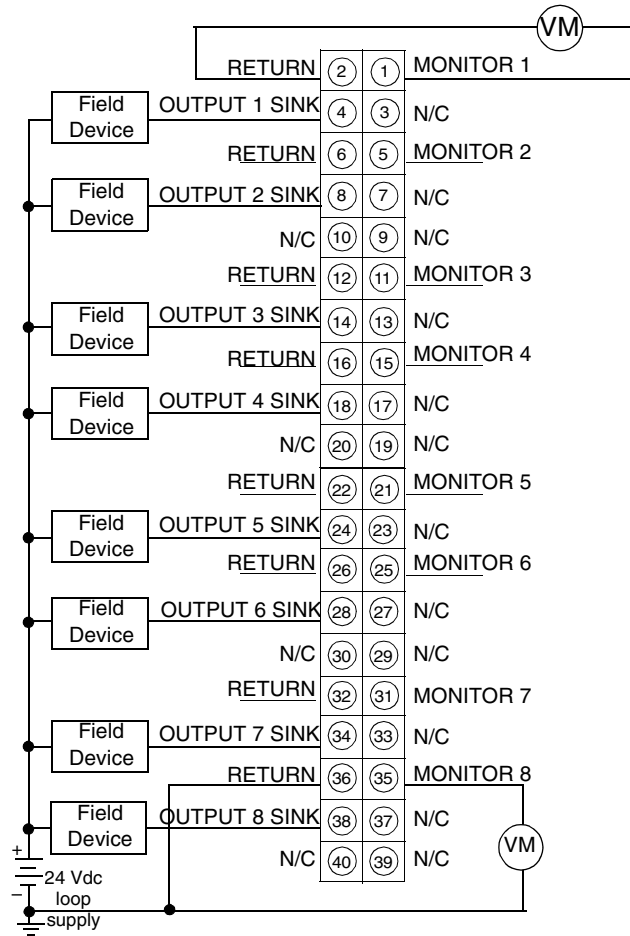 VM
RETURN 2 1 MONITOR 1
Field Device OUTPUT 1 SINK 4 3 N/C
RETURN 6 5 MONITOR 2
Field Device OUTPUT 2 SINK 8 7 N/C
N/C 10 9 N/C
RETURN 12 11 MONITOR 3
Field Device OUTPUT 3 SINK 14 13 N/C
RETURN 16 15 MONITOR 4
Field Device OUTPUT 4 SINK 18 17 N/C
N/C 20 19 N/C
RETURN 22 21 MONITOR 5
Field Device OUTPUT 5 SINK 24 23 N/C
RETURN 26 25 MONITOR 6
Field Device OUTPUT 6 SINK 28 27 N/C
N/C 30 29 N/C
RETURN 32 31 MONITOR 7
Field Device OUTPUT 7 SINK 34 33 N/C
RETURN 36 35 MONITOR 8
Field Device OUTPUT 8 SINK 38 37 N/C
VM
N/C 40 39 N/C
+
24 Vdc
–
loop
supply